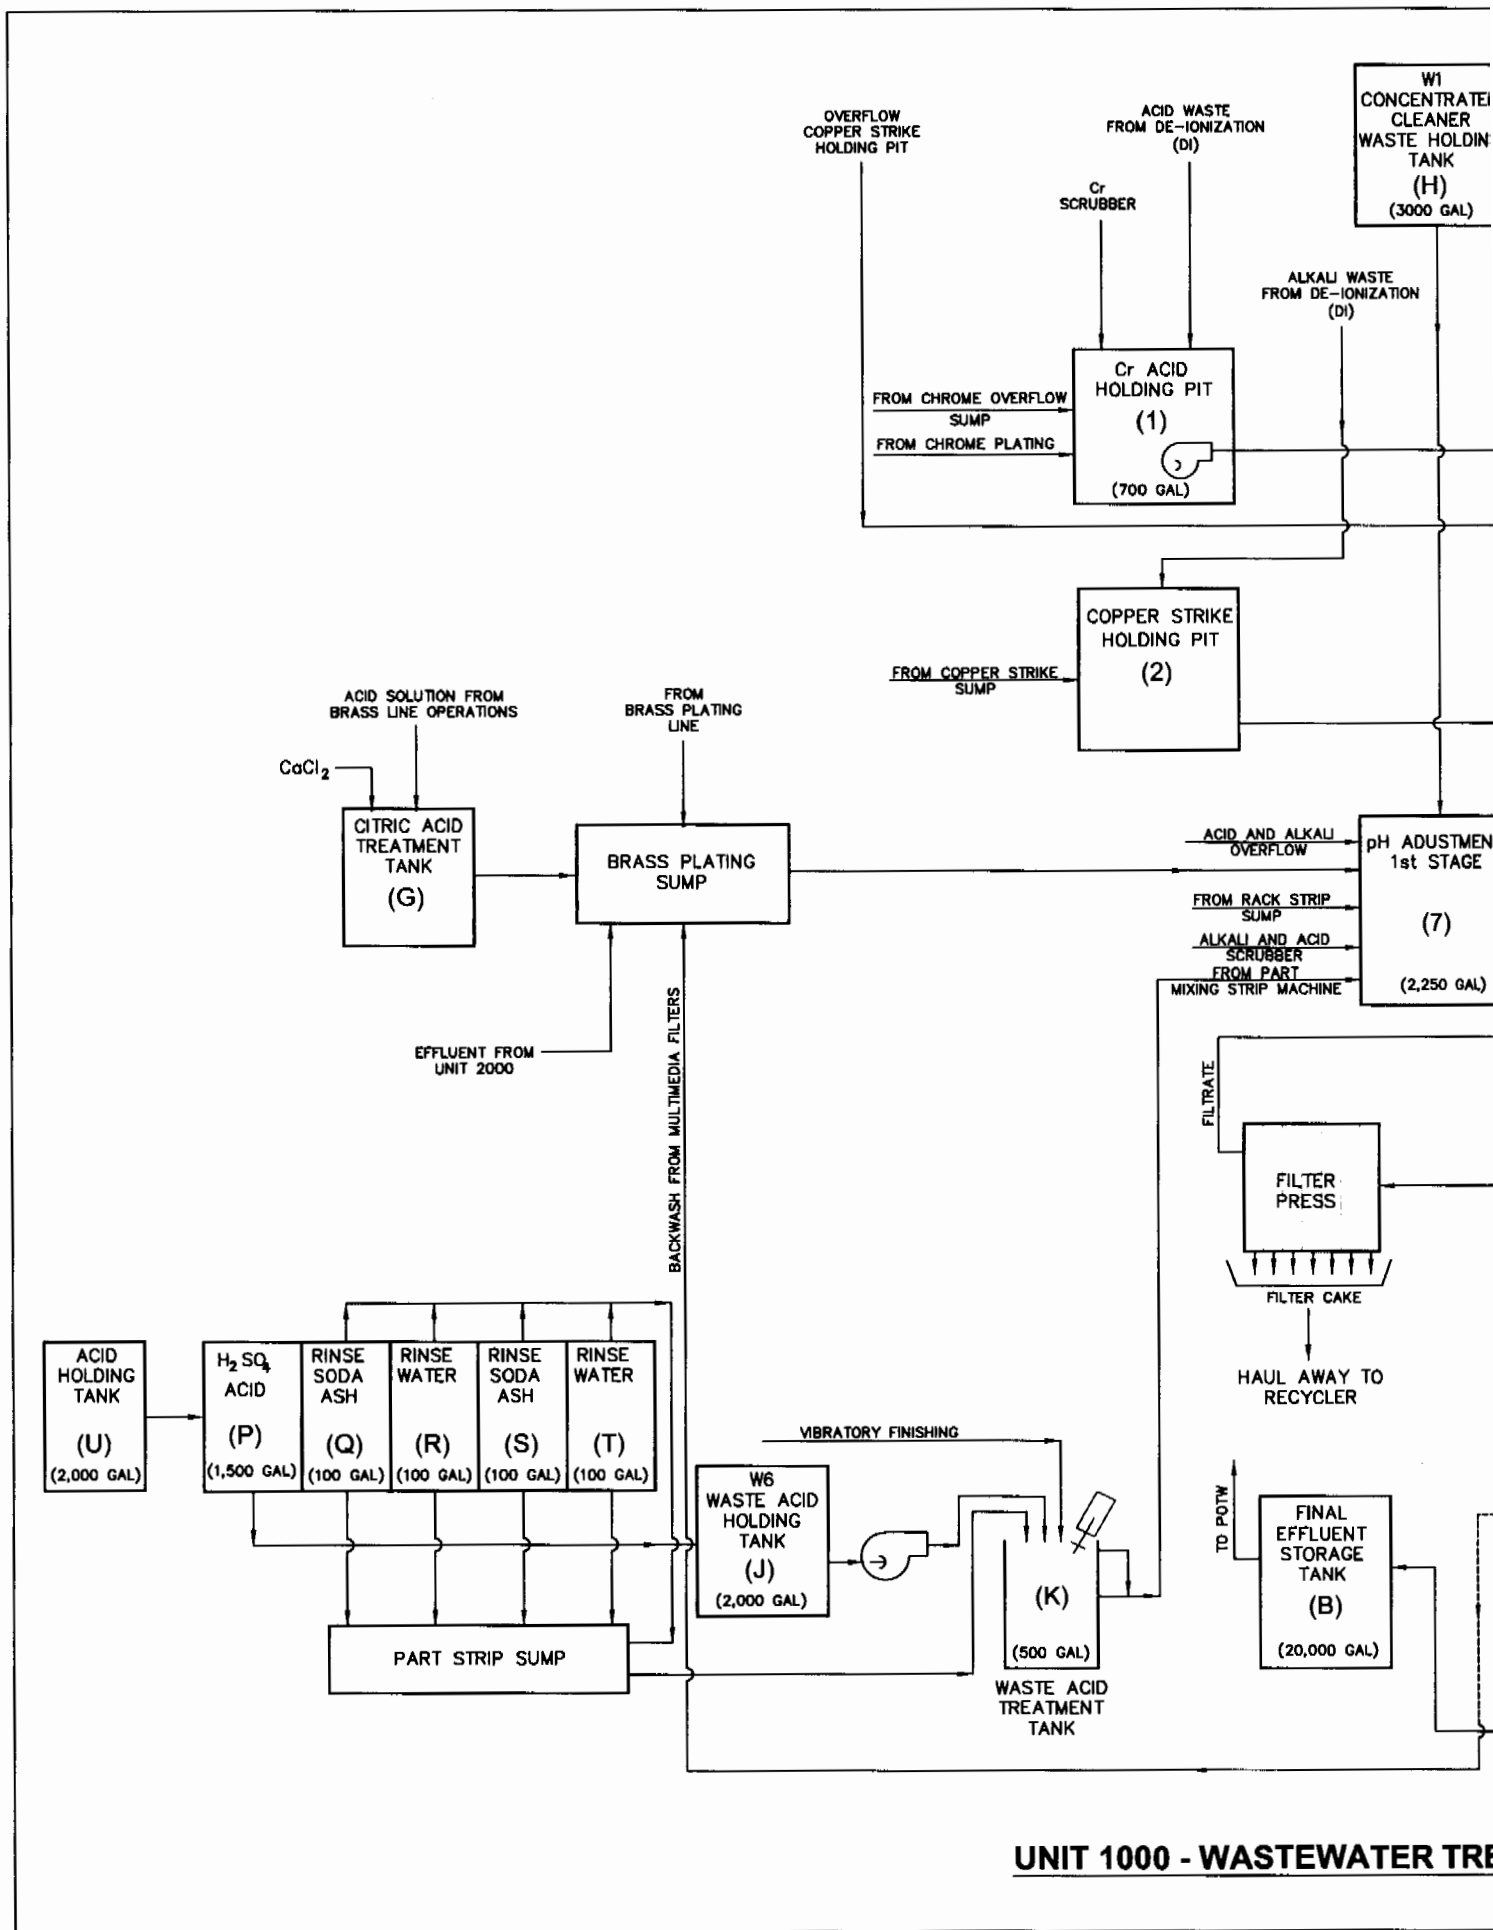 OVERFLOW
COPPER STRIKE
HOLDING PIT
ACID WASTE
FROM DE-IONIZATION
(DI)
Cr
SCRUBBER
W1
CONCENTRATE
CLEANER
WASTE HOLDIN
TANK
(H)
(3000 GAL)
ALKALI WASTE
FROM DE-IONIZATION
(DI)
Cr ACID
HOLDING PIT
(1)
(700 GAL)
FROM CHROME OVERFLOW
SUMP
FROM CHROME PLATING
COPPER STRIKE
HOLDING PIT
(2)
FROM COPPER STRIKE
SUMP
ACID SOLUTION FROM
BRASS LINE OPERATIONS
FROM
BRASS PLATING
LINE
CaCl2
CITRIC ACID
TREATMENT
TANK
(G)
BRASS PLATING
SUMP
ACID AND ALKALI
OVERFLOW
FROM RACK STRIP
SUMP
ALKALI AND ACID
SCRUBBER
FROM PART
MIXING STRIP MACHINE
pH ADUSTMEN
1st STAGE
(7)
(2,250 GAL)
EFFLUENT FROM
UNIT 2000
BACKWASH FROM MULTIMEDIA FILTERS
FILTRATE
FILTER
PRESS
FILTER CAKE
HAUL AWAY TO
RECYCLER
ACID
HOLDING
TANK
(U)
(2,000 GAL)
H2SO4
ACID
(P)
(1,500 GAL)
RINSE
SODA
ASH
(Q)
(100 GAL)
RINSE
WATER
(R)
(100 GAL)
RINSE
SODA
ASH
(S)
(100 GAL)
RINSE
WATER
(T)
(100 GAL)
PART STRIP SUMP
VIBRATORY FINISHING
W6
WASTE ACID
HOLDING
TANK
(J)
(2,000 GAL)
(K)
(500 GAL)
WASTE ACID
TREATMENT
TANK
TO POTW
FINAL
EFFLUENT
STORAGE
TANK
(B)
(20,000 GAL)
UNIT 1000 - WASTEWATER TRE